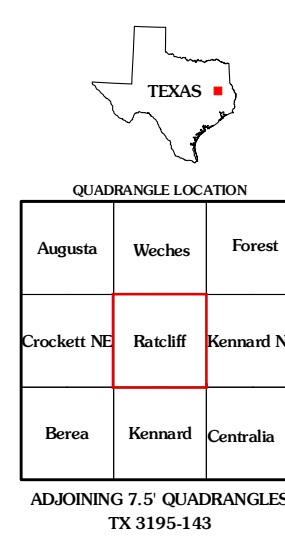 TEXAS
QUADRANGLE LOCATION
Augusta Weches Forest
Crockett NE Ratcliff Kennard N
Berea Kennard Centralia
ADJOINING 7.5' QUADRANGLES
TX 3195-143